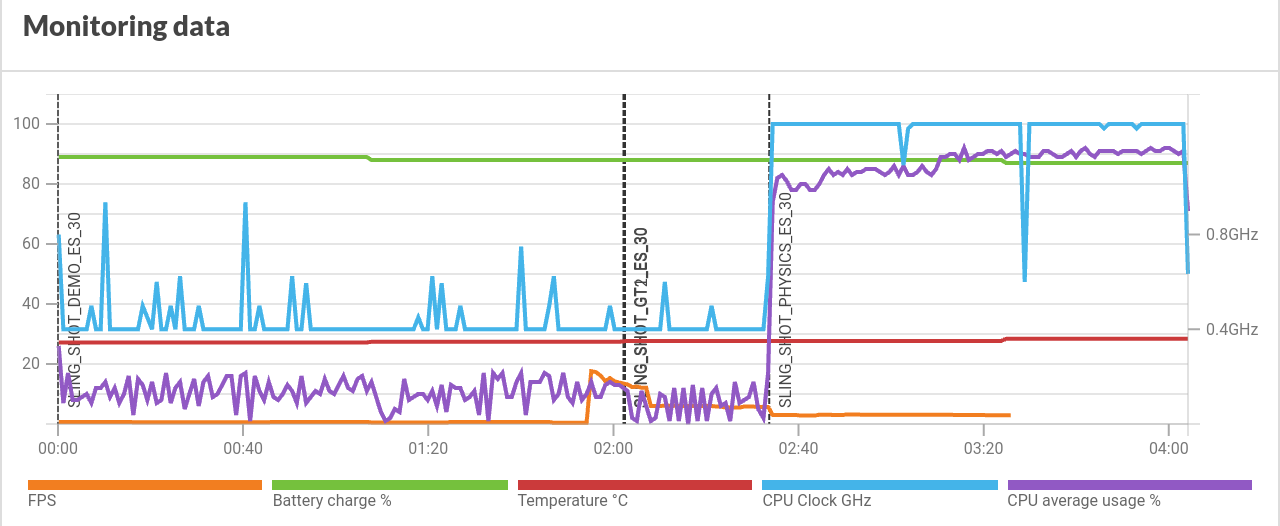 Monitoring data
100
80
60
40
20
0.8GHz
0.4GHz
SLING_SHOT_DEMO_ES_30
SLING_SHOT_GT2_ES_30
SLING_SHOT_PHYSICS_ES_30
00:00 00:40 01:20 02:00 02:40 03:20 04:00
FPS Battery charge % Temperature °C CPU Clock GHz CPU average usage %